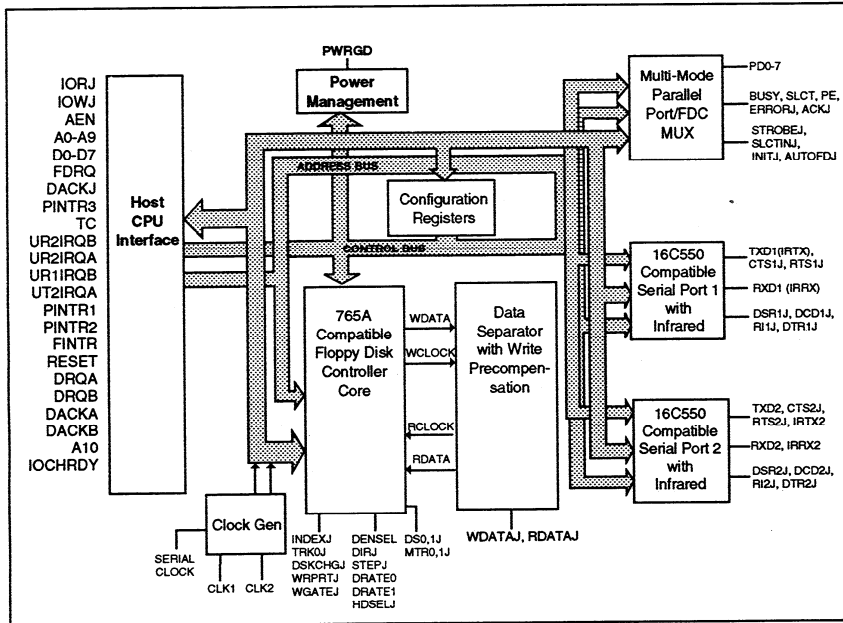 IORJ
IOWJ
AEN
A0-A9
D0-D7
FDRQ
DACKJ
PINTR3
TC
UR2IRQB
UR2IRQA
UR1IRQB
UT2IRQA
PINTR1
PINTR2
FINTR
RESET
DRQA
DRQB
DACKA
DACKB
A10
IOCHRDY
Host
CPU
Interface
PWRGD
Power
Management
ADDRESS BUS
Configuration
Registers
CONTROL BUS
765A
Compatible
Floppy Disk
Controller
Core
WDATA
WCLOCK
RCLOCK
RDATA
Data
Separator
with Write
Precompen-
sation
Clock Gen
SERIAL
CLOCK
CLK1
CLK2
INDEXJ
TRK0J
DSKCHGJ
WRPRTJ
WGATEJ
DENSEL
DIRJ
STEPJ
DRATE0
DRATE1
HDSELJ
DS0,1J
MTR0,1J
WDATAJ, RDATAJ
Multi-Mode
Parallel
Port/FDC
MUX
PD0-7
BUSY, SLCT, PE,
ERRORJ, ACKJ
STROBEJ,
SLCTINJ,
INITJ, AUTOFDJ
16C550
Compatible
Serial Port 1
with
Infrared
TXD1(IRTX),
CTS1J, RTS1J
RXD1 (IRRX)
DSR1J, DCD1J,
RI1J, DTR1J
16C550
Compatible
Serial Port 2
with
Infrared
TXD2, CTS2J,
RTS2J, IRTX2
RXD2, IRRX2
DSR2J, DCD2J,
RI2J, DTR2J